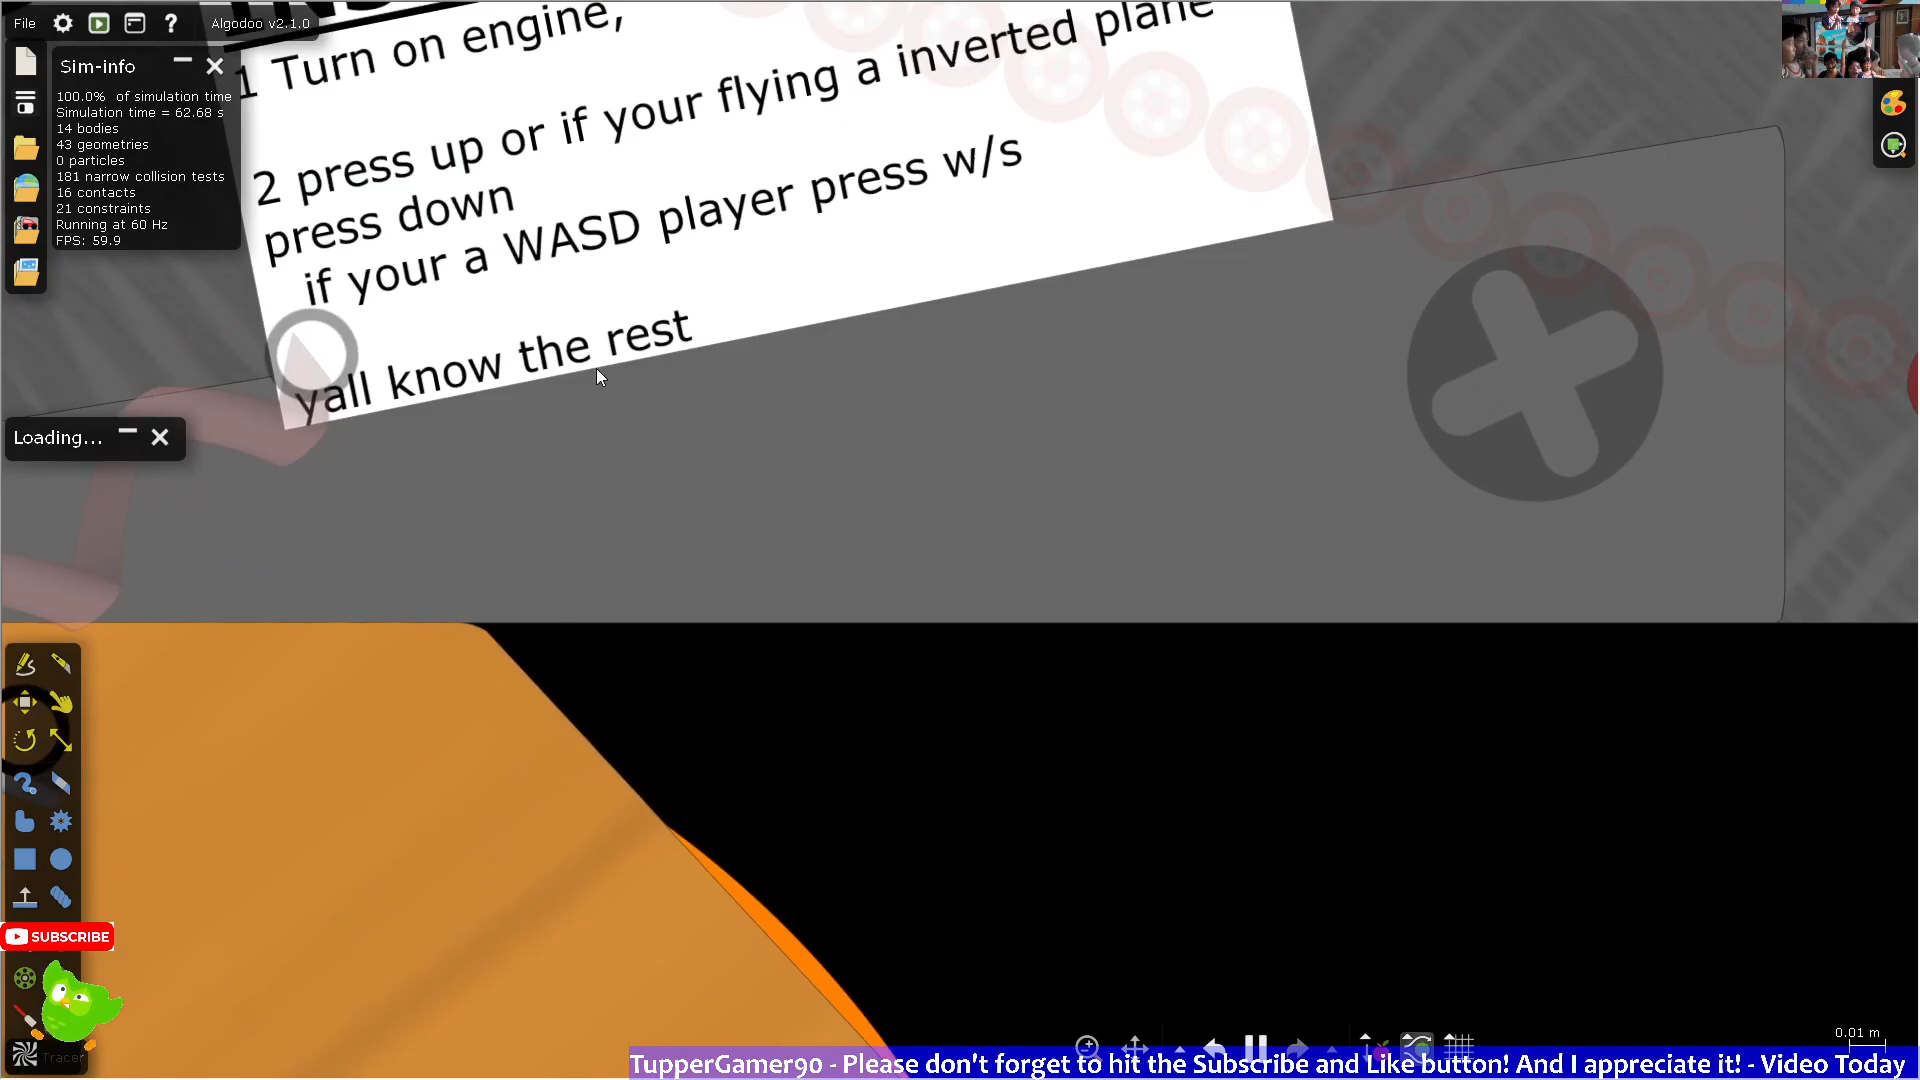 File
Algodoo v2.1.0
Sim-info
100.0% of simulation time
Simulation time = 62.68 s
14 bodies
43 geometries
0 particles
181 narrow collision tests
16 contacts
21 constraints
Running at 60 Hz
FPS: 59.9
1 Turn on engine,
2 press up or if your flying a inverted plane
press down
if your a WASD player press w/s
yall know the rest
Loading...
SUBSCRIBE
Tracer
0.01 m
TupperGamer90 - Please don't forget to hit the Subscribe and Like button! And I appreciate it! - Video Today